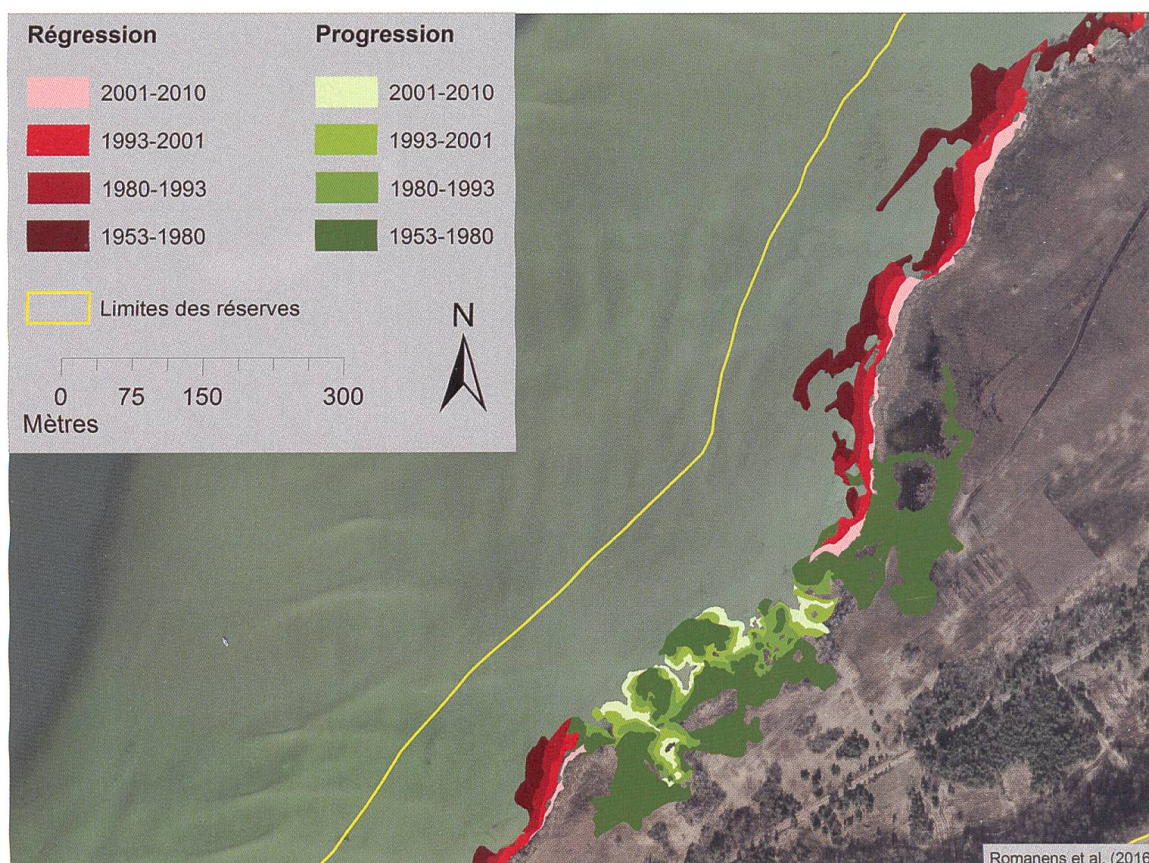 Régression
Progression
2001-2010
2001-2010
1993-2001
1993-2001
1980-1993
1980-1993
1953-1980
1953-1980
Limites des réserves
N
0 75 150 300
Mètres
Romanens et al. (2016